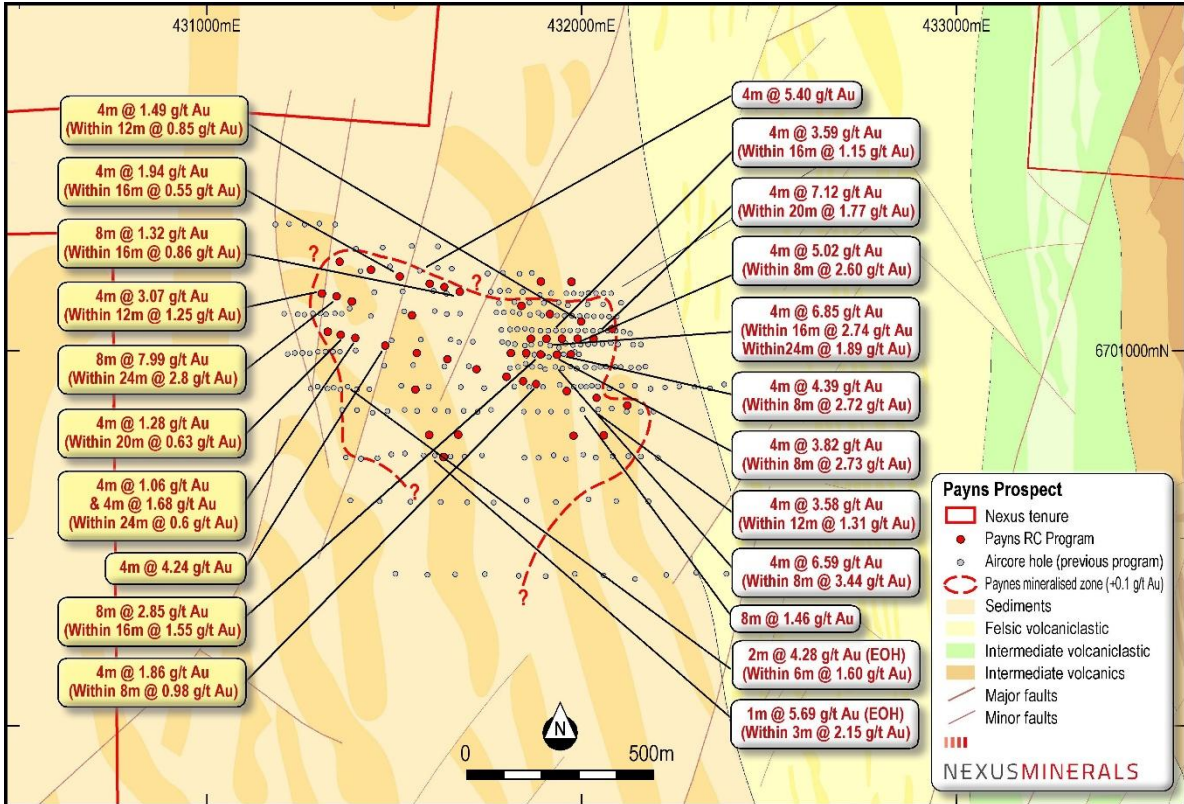 431000mE
432000mE
433000mE
4m @ 1.49 g/t Au
(Within 12m @ 0.85 g/t Au)
4m @ 1.94 g/t Au
(Within 16m @ 0.55 g/t Au)
8m @ 1.32 g/t Au
(Within 16m @ 0.86 g/t Au)
4m @ 3.07 g/t Au
(Within 12m @ 1.25 g/t Au)
8m @ 7.99 g/t Au
(Within 24m @ 2.8 g/t Au)
4m @ 1.28 g/t Au
(Within 20m @ 0.63 g/t Au)
4m @ 1.06 g/t Au
& 4m @ 1.68 g/t Au
(Within 24m @ 0.6 g/t Au)
4m @ 4.24 g/t Au
8m @ 2.85 g/t Au
(Within 16m @ 1.55 g/t Au)
4m @ 1.86 g/t Au
(Within 8m @ 0.98 g/t Au)
?
?
?
?
4m @ 5.40 g/t Au
4m @ 3.59 g/t Au
(Within 16m @ 1.15 g/t Au)
4m @ 7.12 g/t Au
(Within 20m @ 1.77 g/t Au)
4m @ 5.02 g/t Au
(Within 8m @ 2.60 g/t Au)
4m @ 6.85 g/t Au
(Within 16m @ 2.74 g/t Au
Within24m @ 1.89 g/t Au)
4m @ 4.39 g/t Au
(Within 8m @ 2.72 g/t Au)
4m @ 3.82 g/t Au
(Within 8m @ 2.73 g/t Au)
4m @ 3.58 g/t Au
(Within 12m @ 1.31 g/t Au)
4m @ 6.59 g/t Au
(Within 8m @ 3.44 g/t Au)
8m @ 1.46 g/t Au
2m @ 4.28 g/t Au (EOH)
(Within 6m @ 1.60 g/t Au)
1m @ 5.69 g/t Au (EOH)
(Within 3m @ 2.15 g/t Au)
6701000mN
N
0 500m
Payns Prospect
Nexus tenure
Payns RC Program
Aircore hole (previous program)
Paynes mineralised zone (+0.1 g/t Au)
Sediments
Felsic volcaniclastic
Intermediate volcaniclastic
Intermediate volcanics
Major faults
Minor faults
NEXUSMINERALS